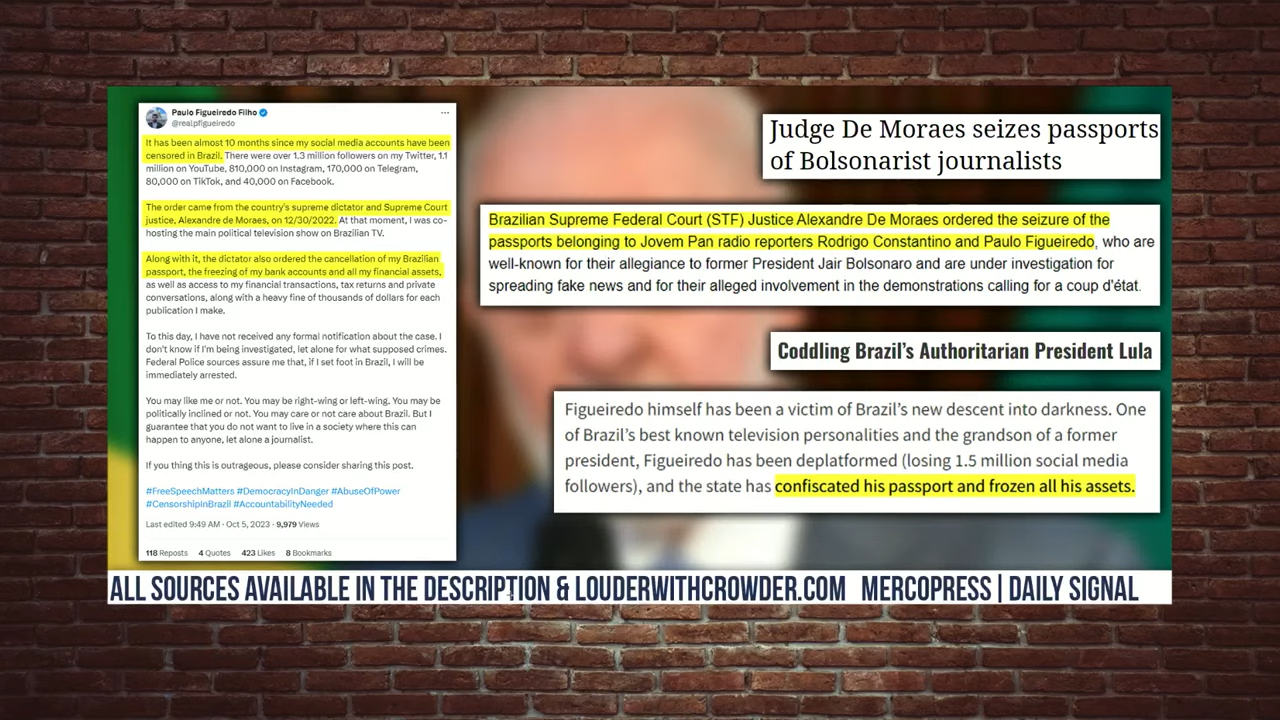 Paulo Figueiredo Filho
@realpfigueiredo
It has been almost 10 months since my social media accounts have been
censored in Brazil. There were over 1.3 million followers on my Twitter, 1.1
million on YouTube, 810,000 on Instagram, 170,000 on Telegram,
80,000 on TikTok, and 40,000 on Facebook.
The order came from the country's supreme dictator and Supreme Court
justice, Alexandre de Moraes, on 12/30/2022. At that moment, I was co-
hosting the main political television show on Brazilian TV.
Along with it, the dictator also ordered the cancellation of my Brazilian
passport, the freezing of my bank accounts and all my financial assets,
as well as access to my financial transactions, tax returns and private
conversations, along with a heavy fine of thousands of dollars for each
publication I make.
To this day, I have not received any formal notification about the case. I
don't know if I'm being investigated, let alone for what supposed crimes.
Federal Police sources assure me that, if I set foot in Brazil, I will be
immediately arrested.
You may like me or not. You may be right-wing or left-wing. You may be
politically inclined or not. You may care or not care about Brazil. But I
guarantee that you do not want to live in a society where this can
happen to anyone, let alone a journalist.
If you thing this is outrageous, please consider sharing this post.
#FreeSpeechMatters #DemocracyInDanger #AbuseOfPower
#CensorshipInBrazil #AccountabilityNeeded
Last edited 9:49 AM · Oct 5, 2023 · 9,979 Views
118 Reposts 4 Quotes 423 Likes 8 Bookmarks
Judge De Moraes seizes passports
of Bolsonarist journalists
Brazilian Supreme Federal Court (STF) Justice Alexandre De Moraes ordered the seizure of the
passports belonging to Jovem Pan radio reporters Rodrigo Constantino and Paulo Figueiredo, who are
well-known for their allegiance to former President Jair Bolsonaro and are under investigation for
spreading fake news and for their alleged involvement in the demonstrations calling for a coup d'état.
Coddling Brazil's Authoritarian President Lula
Figueiredo himself has been a victim of Brazil's new descent into darkness. One
of Brazil's best known television personalities and the grandson of a former
president, Figueiredo has been deplatformed (losing 1.5 million social media
followers), and the state has confiscated his passport and frozen all his assets.
ALL SOURCES AVAILABLE IN THE DESCRIPTION & LOUDERWITHCROWDER.COM MERCOPRESS | DAILY SIGNAL